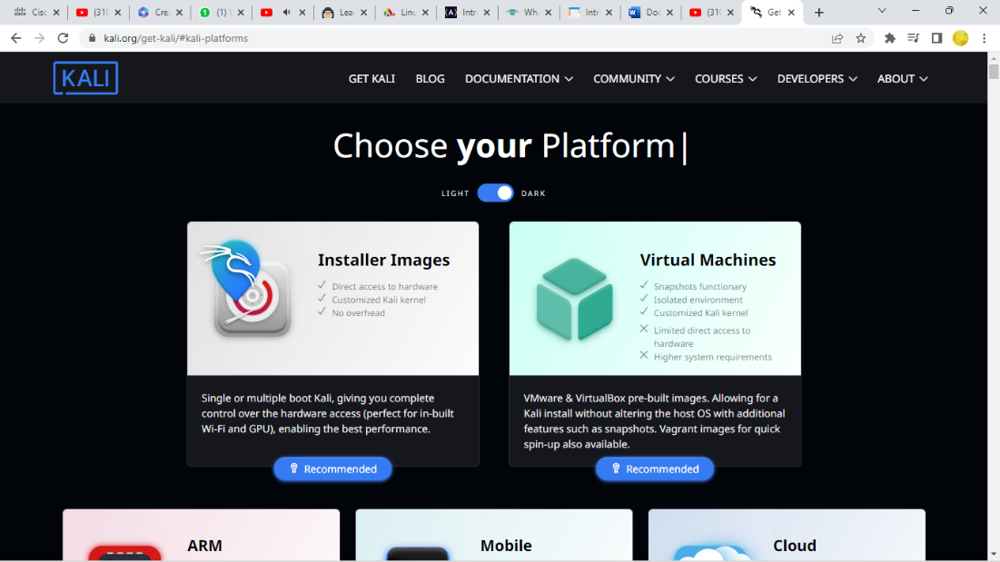 Cisc
(310
Crea
(1) V
Lear
Linu
Intr
Wha
Intro
Doc
(310
Get
kali.org/get-kali/#kali-platforms
KALI
GET KALI BLOG DOCUMENTATION COMMUNITY COURSES DEVELOPERS ABOUT
Choose your Platform|
LIGHT DARK
Installer Images
Direct access to hardware
Customized Kali kernel
No overhead
Single or multiple boot Kali, giving you complete
control over the hardware access (perfect for in-built
Wi-Fi and GPU), enabling the best performance.
Recommended
Virtual Machines
Snapshots functionary
Isolated environment
Customized Kali kernel
Limited direct access to
hardware
Higher system requirements
VMware & VirtualBox pre-built images. Allowing for a
Kali install without altering the host OS with additional
features such as snapshots. Vagrant images for quick
spin-up also available.
Recommended
ARM
Mobile
Cloud